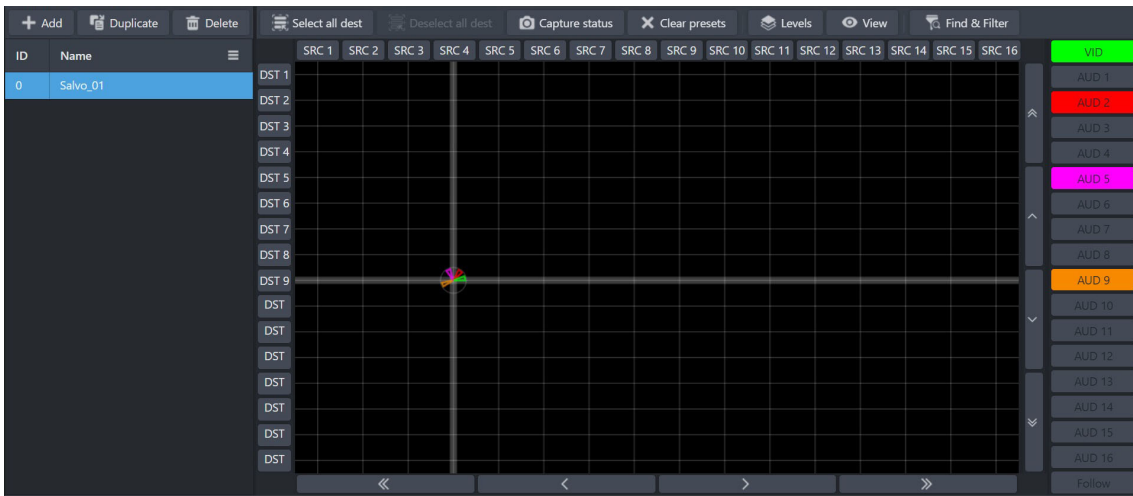 Add Duplicate Delete Select all dest Deselect all dest Capture status Clear presets Levels View Find & Filter
ID Name
0 Salvo_01
SRC 1 SRC 2 SRC 3 SRC 4 SRC 5 SRC 6 SRC 7 SRC 8 SRC 9 SRC 10 SRC 11 SRC 12 SRC 13 SRC 14 SRC 15 SRC 16
DST 1
DST 2
DST 3
DST 4
DST 5
DST 6
DST 7
DST 8
DST 9
DST
DST
DST
DST
DST
DST
DST
VID
AUD 1
AUD 2
AUD 3
AUD 4
AUD 5
AUD 6
AUD 7
AUD 8
AUD 9
AUD 10
AUD 11
AUD 12
AUD 13
AUD 14
AUD 15
AUD 16
Follow